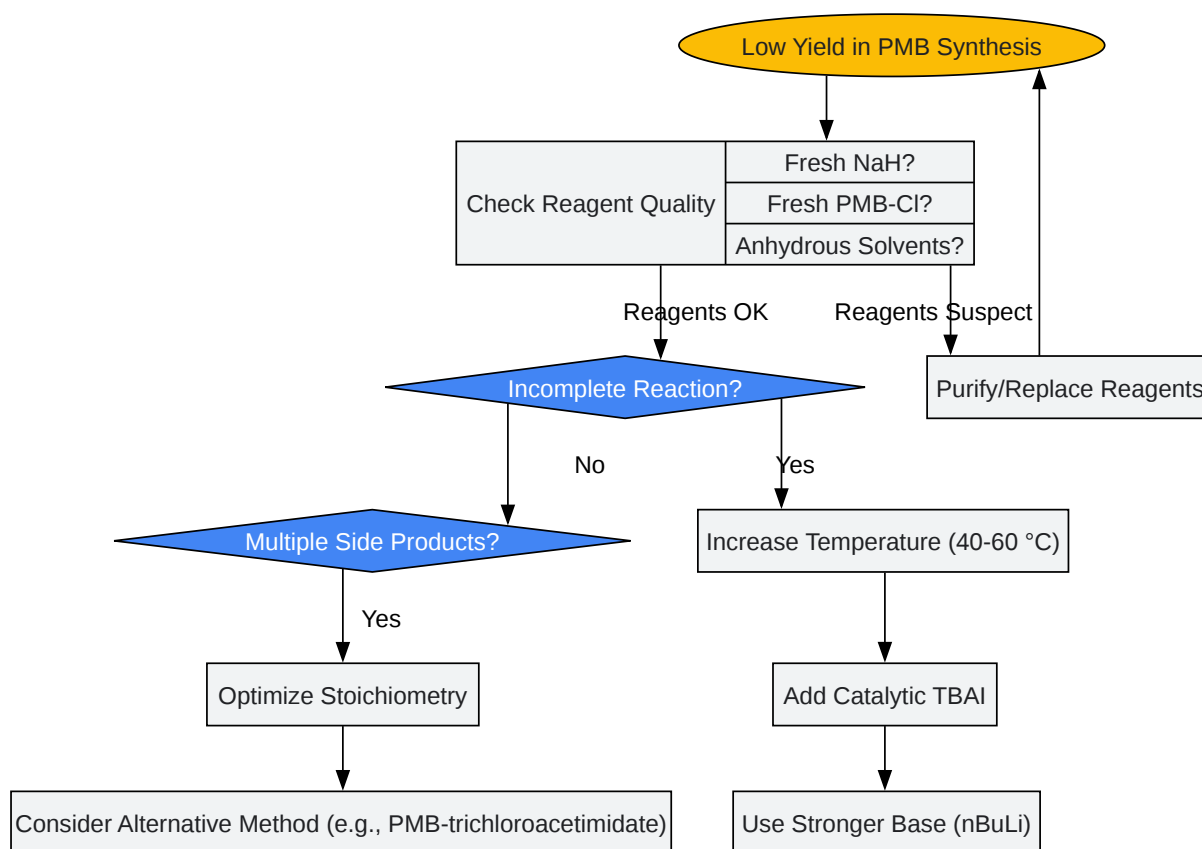 Low Yield in PMB Synthesis
Check Reagent Quality
Fresh NaH?
Fresh PMB-Cl?
Anhydrous Solvents?
Reagents OK
Reagents Suspect
Incomplete Reaction?
Purify/Replace Reagents
No
Yes
Multiple Side Products?
Increase Temperature (40-60 °C)
Yes
Optimize Stoichiometry
Add Catalytic TBAI
Consider Alternative Method (e.g., PMB-trichloroacetimidate)
Use Stronger Base (nBuLi)